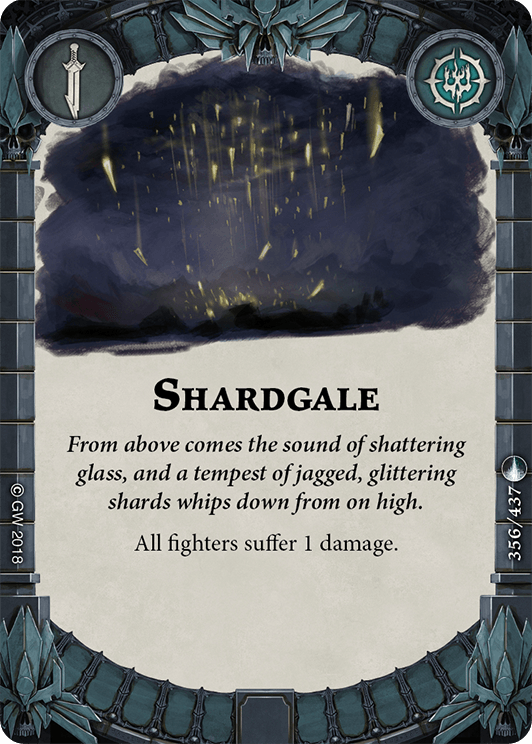 SHARDGALE
From above comes the sound of shattering
glass, and a tempest of jagged, glittering
shards whips down from on high.
All fighters suffer 1 damage.
© GW 2018
356/437